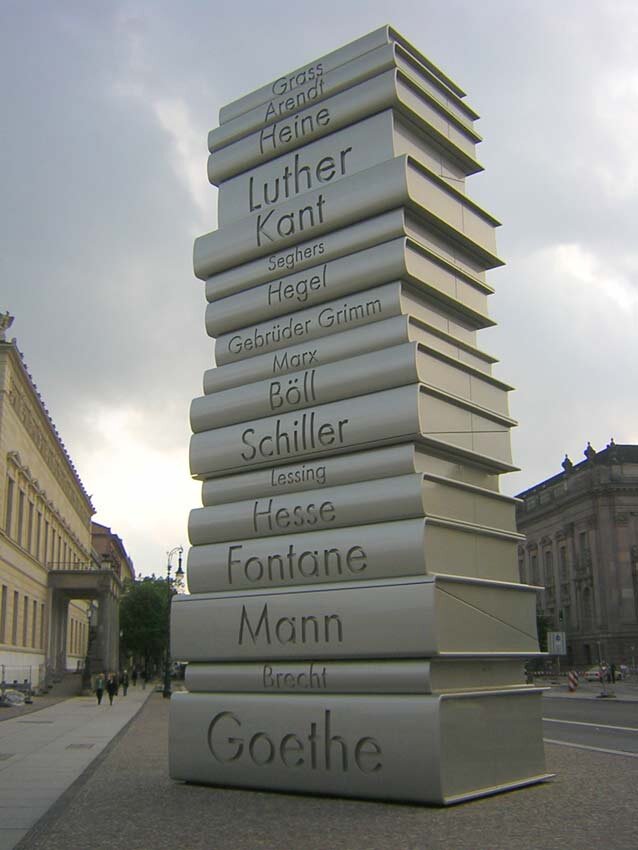 Grass
Arendt
Heine
Luther
Kant
Seghers
Hegel
Gebrüder Grimm
Marx
Böll
Schiller
Lessing
Hesse
Fontane
Mann
Brecht
Goethe